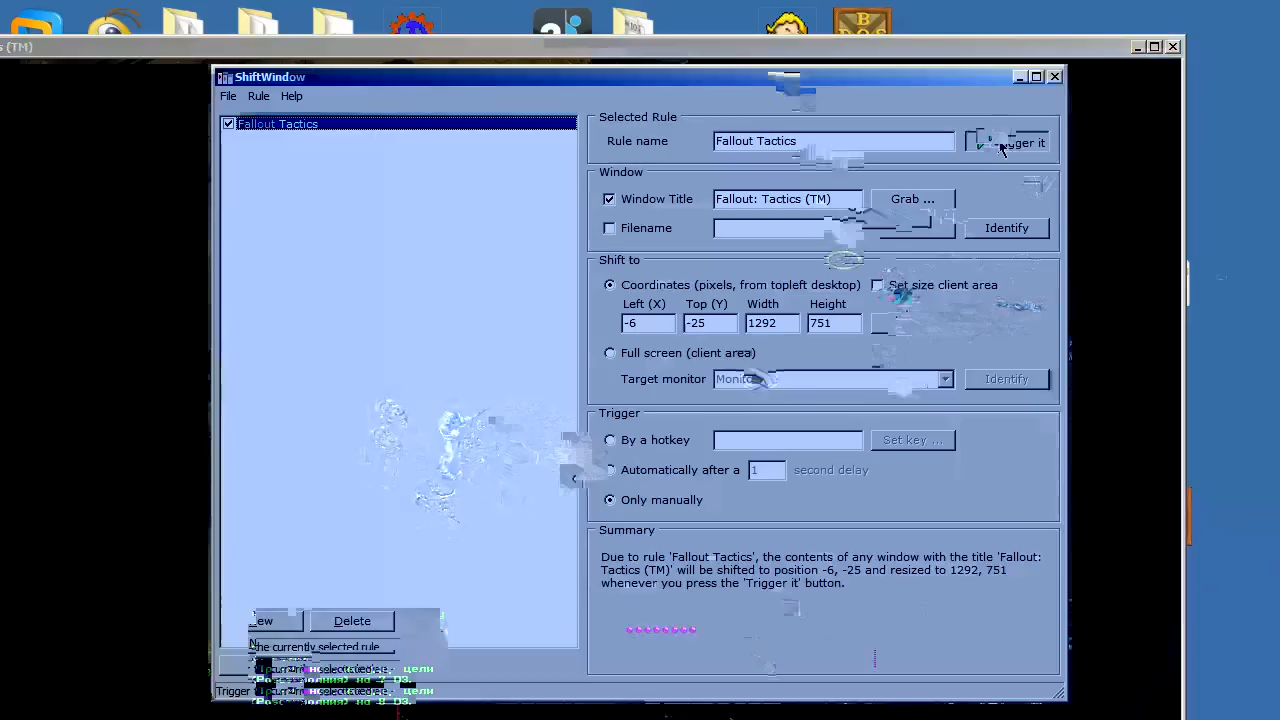 s (TM)
ShiftWindow
File Rule Help
Fallout Tactics
Selected Rule
Rule name Fallout Tactics
Window
Window Title Fallout: Tactics (TM) Grab ...
Filename Identify
Shift to
Coordinates (pixels, from topleft desktop) Set size client area
Left (X) Top (Y) Width Height
-6 -25 1292 751
Full screen (client area)
Target monitor Identify
Trigger
By a hotkey Set key ...
Automatically after a 1 second delay
Only manually
Summary
Due to rule 'Fallout Tactics', the contents of any window with the title 'Fallout:
Tactics (TM)' will be shifted to position -6, -25 and resized to 1292, 751
whenever you press the 'Trigger it' button.
ew Delete
the currently selected rule
цели
цели
Trigger